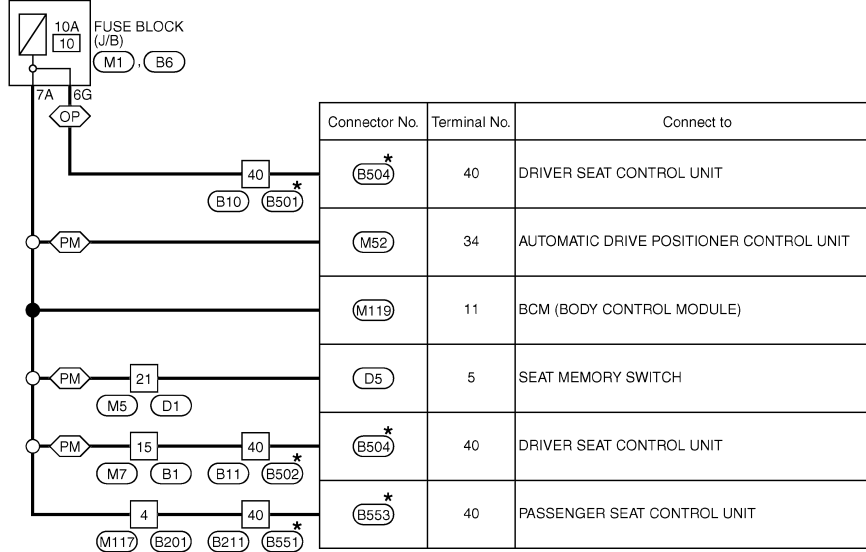 10A FUSE BLOCK
10 (J/B)
M1 , B6
7A 6G
OP
Connector No. Terminal No. Connect to
40 B504* 40 DRIVER SEAT CONTROL UNIT
B10 B501*
PM M52 34 AUTOMATIC DRIVE POSITIONER CONTROL UNIT
M119 11 BCM (BODY CONTROL MODULE)
PM 21 D5 5 SEAT MEMORY SWITCH
M5 D1
PM 15 40 B504* 40 DRIVER SEAT CONTROL UNIT
M7 B1 B11 B502*
4 40 B553* 40 PASSENGER SEAT CONTROL UNIT
M117 B201 B211 B551*